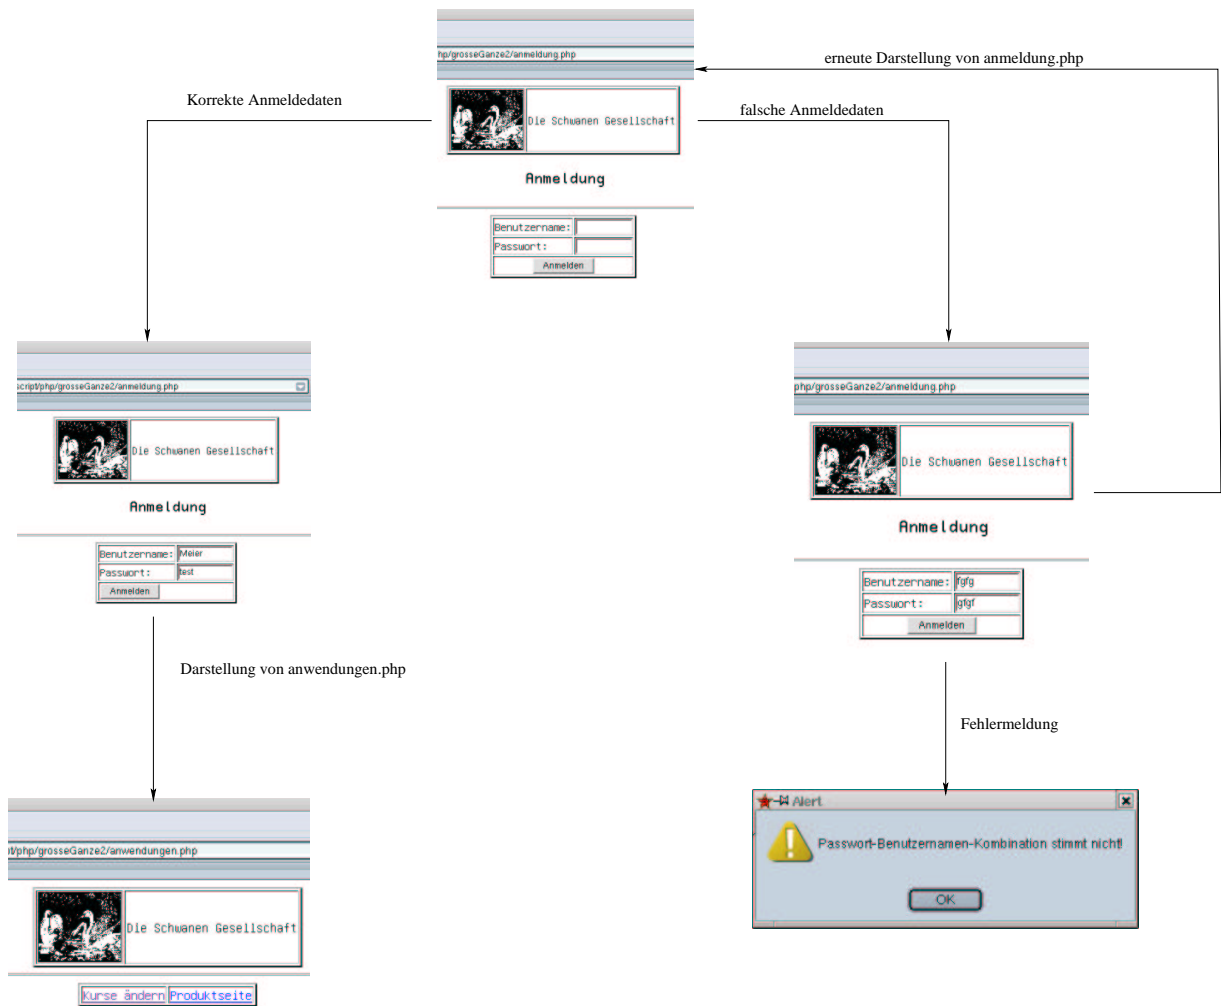 hp/grosseGanze2/anmeldung.php
erneute Darstellung von anmeldung.php
Korrekte Anmeldedaten
falsche Anmeldedaten
Die Schwanen Gesellschaft
Anmeldung
Benutzername:
Passwort:
Anmelden
script/php/grosseGanze2/anmeldung.php
Die Schwanen Gesellschaft
Anmeldung
Benutzername: Meier
Passwort: test
Anmelden
php/grosseGanze2/anmeldung.php
Die Schwanen Gesellschaft
Anmeldung
Benutzername: fgfg
Passwort: gfgf
Anmelden
Darstellung von anwendungen.php
Fehlermeldung
t/php/grosseGanze2/anwendungen.php
Die Schwanen Gesellschaft
Kurse ändern Produktseite
Alert
Passwort-Benutzernamen-Kombination stimmt nicht!
OK